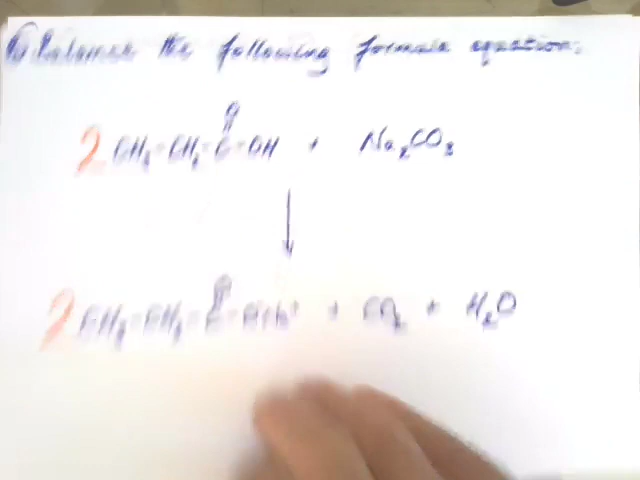 Balance the following formula equation:
O
2 CH3-CH2-C-OH + Na2CO3
O
2 CH3-CH2-C- + CO2 + H2O